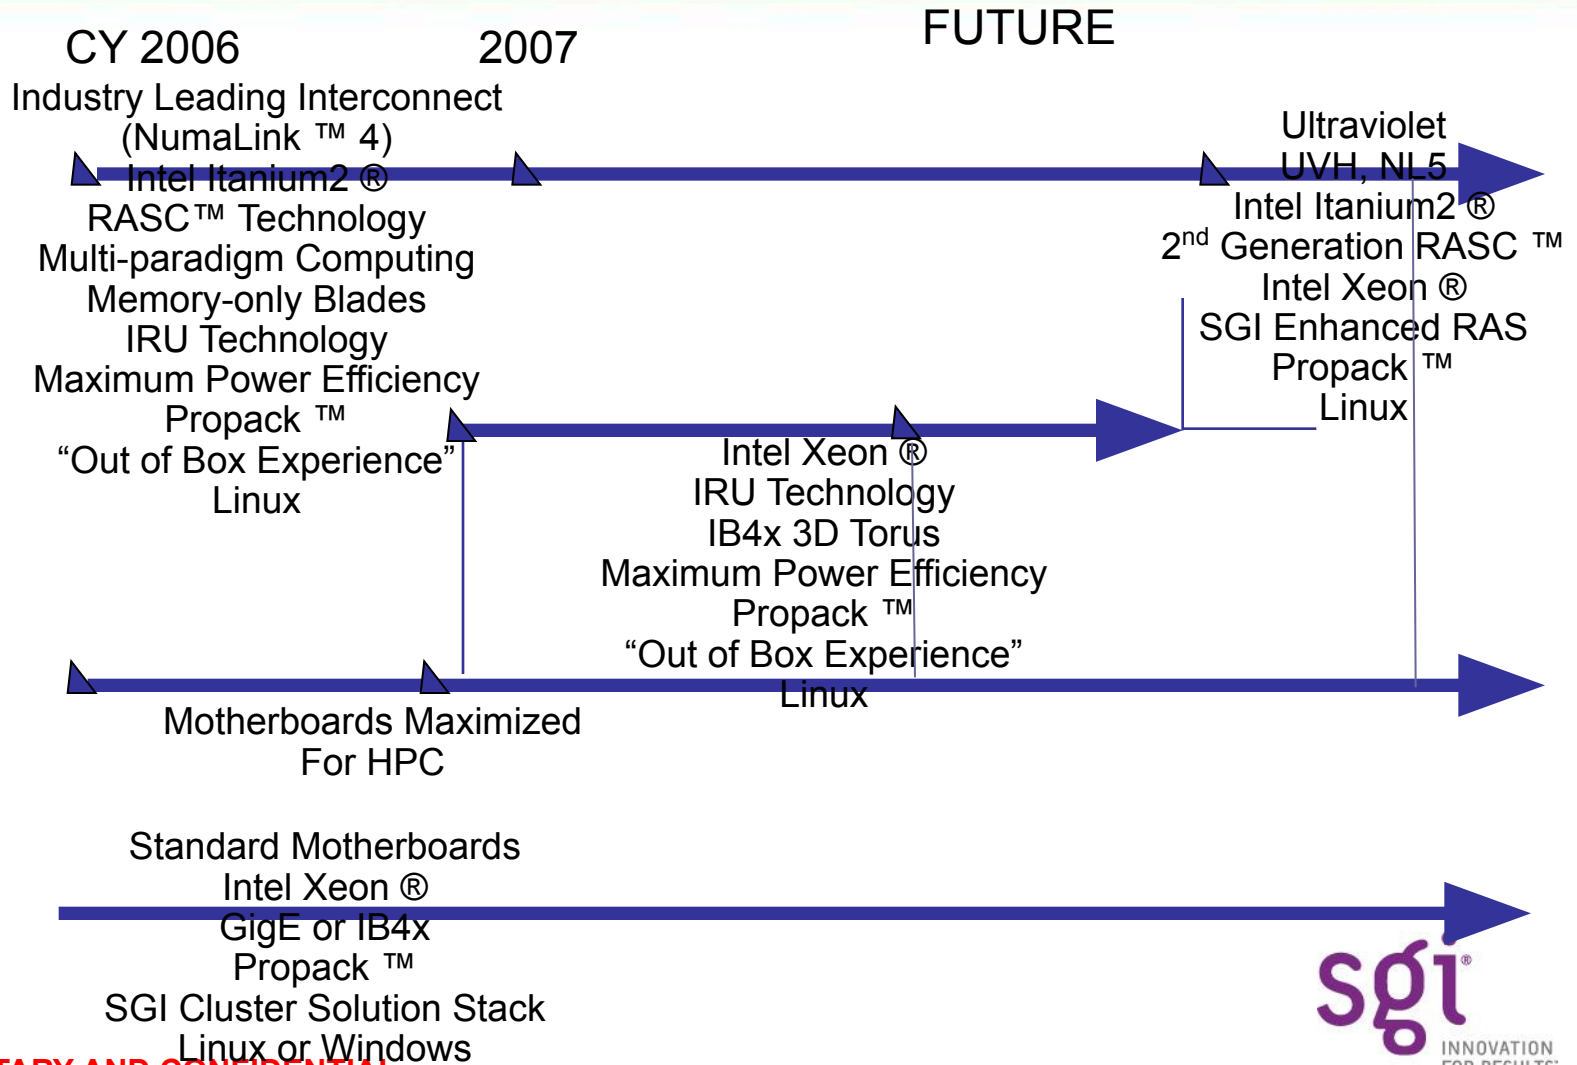 CY 2006
2007
FUTURE
Industry Leading Interconnect
(NumaLink ™ 4)
Intel Itanium2 ®
RASC™ Technology
Multi-paradigm Computing
Memory-only Blades
IRU Technology
Maximum Power Efficiency
Propack ™
“Out of Box Experience”
Linux
Ultraviolet
UVH, NL5
Intel Itanium2 ®
2nd Generation RASC ™
Intel Xeon ®
SGI Enhanced RAS
Propack ™
Linux
Intel Xeon ®
IRU Technology
IB4x 3D Torus
Maximum Power Efficiency
Propack ™
“Out of Box Experience”
Linux
Motherboards Maximized
For HPC
Standard Motherboards
Intel Xeon ®
GigE or IB4x
Propack ™
SGI Cluster Solution Stack
Linux or Windows
AND CONFIDENTIAL
sgi®
INNOVATION
FOR RESULTS™